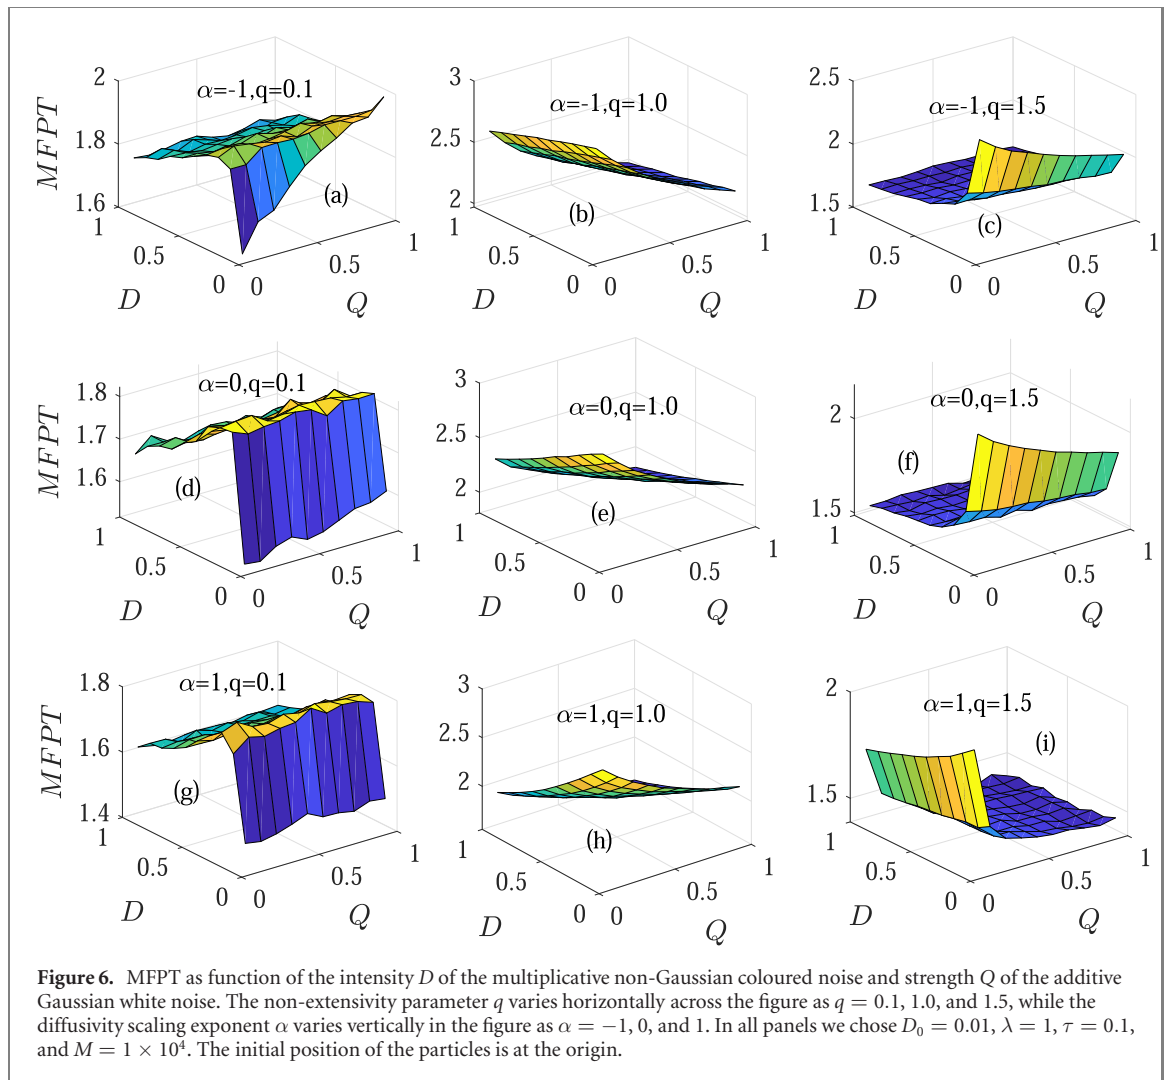 α=-1,q=0.1
MFPT
2
1.8
1.6
1
0.5
0
D
0
0.5
1
Q
(a)
α=-1,q=1.0
3
2.5
2
1
0.5
0
D
0
0.5
1
Q
(b)
α=-1,q=1.5
2.5
2
1.5
1
0.5
0
D
0
0.5
1
Q
(c)
α=0,q=0.1
MFPT
1.8
1.7
1.6
1
0.5
0
D
0
0.5
1
Q
(d)
α=0,q=1.0
3
2.5
2
1
0.5
0
D
0
0.5
1
Q
(e)
α=0,q=1.5
2
1.5
1
0.5
0
D
0
0.5
1
Q
(f)
α=1,q=0.1
MFPT
1.8
1.6
1.4
1
0.5
0
D
0
0.5
1
Q
(g)
α=1,q=1.0
3
2.5
2
1
0.5
0
D
0
0.5
1
Q
(h)
α=1,q=1.5
2
1.5
1
0.5
0
D
0
0.5
1
Q
(i)
Figure 6. MFPT as function of the intensity D of the multiplicative non-Gaussian coloured noise and strength Q of the additive
Gaussian white noise. The non-extensivity parameter q varies horizontally across the figure as q = 0.1, 1.0, and 1.5, while the
diffusivity scaling exponent α varies vertically in the figure as α = −1, 0, and 1. In all panels we chose D₀ = 0.01, λ = 1, τ = 0.1,
and M = 1 × 10⁴. The initial position of the particles is at the origin.